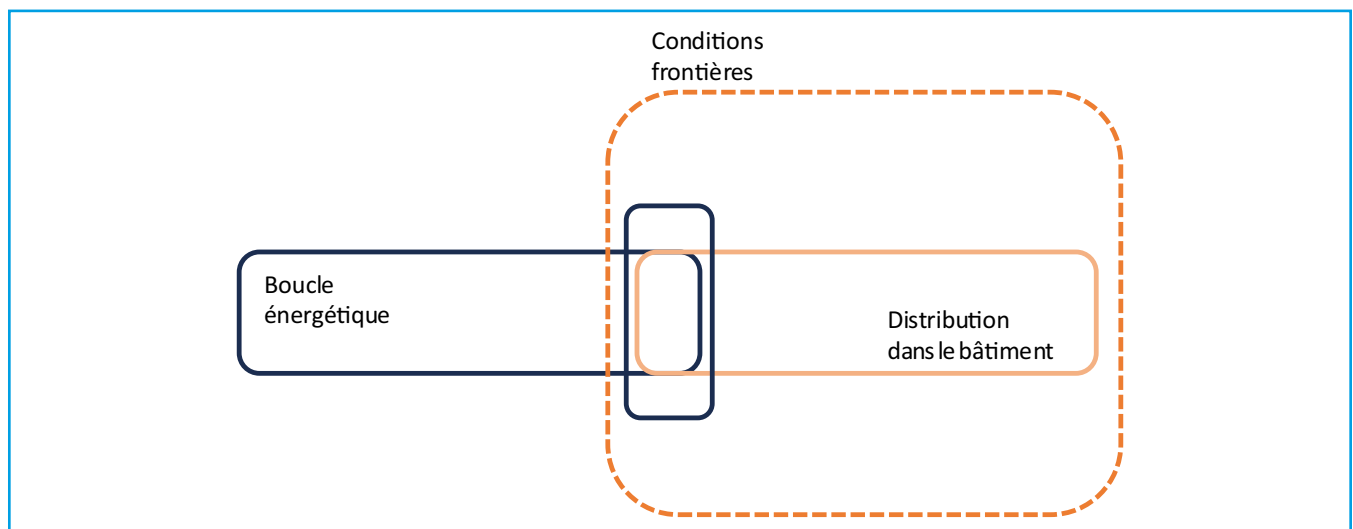 Conditions
frontières
Boucle
énergétique
Distribution
dans le bâtiment